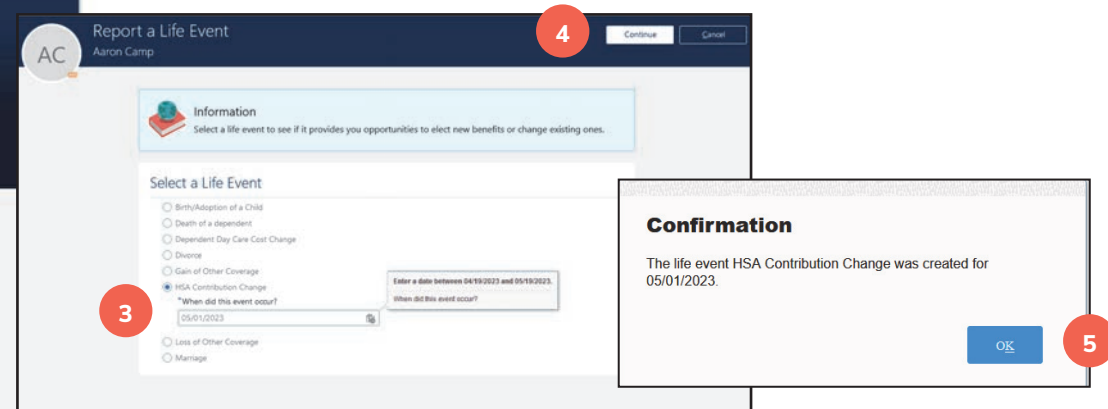 AC
Report a Life Event
Aaron Camp
4
Continue
Cancel
Information
Select a life event to see if it provides you opportunities to elect new benefits or change existing ones.
Select a Life Event
Birth/Adoption of a Child
Death of a dependent
Dependent Day Care Cost Change
Divorce
Gain of Other Coverage
HSA Contribution Change
*When did this event occur?
05/01/2023
Enter a date between 04/19/2023 and 05/19/2023.
When did this event occur?
3
Loss of Other Coverage
Marriage
Confirmation
The life event HSA Contribution Change was created for
05/01/2023.
OK
5